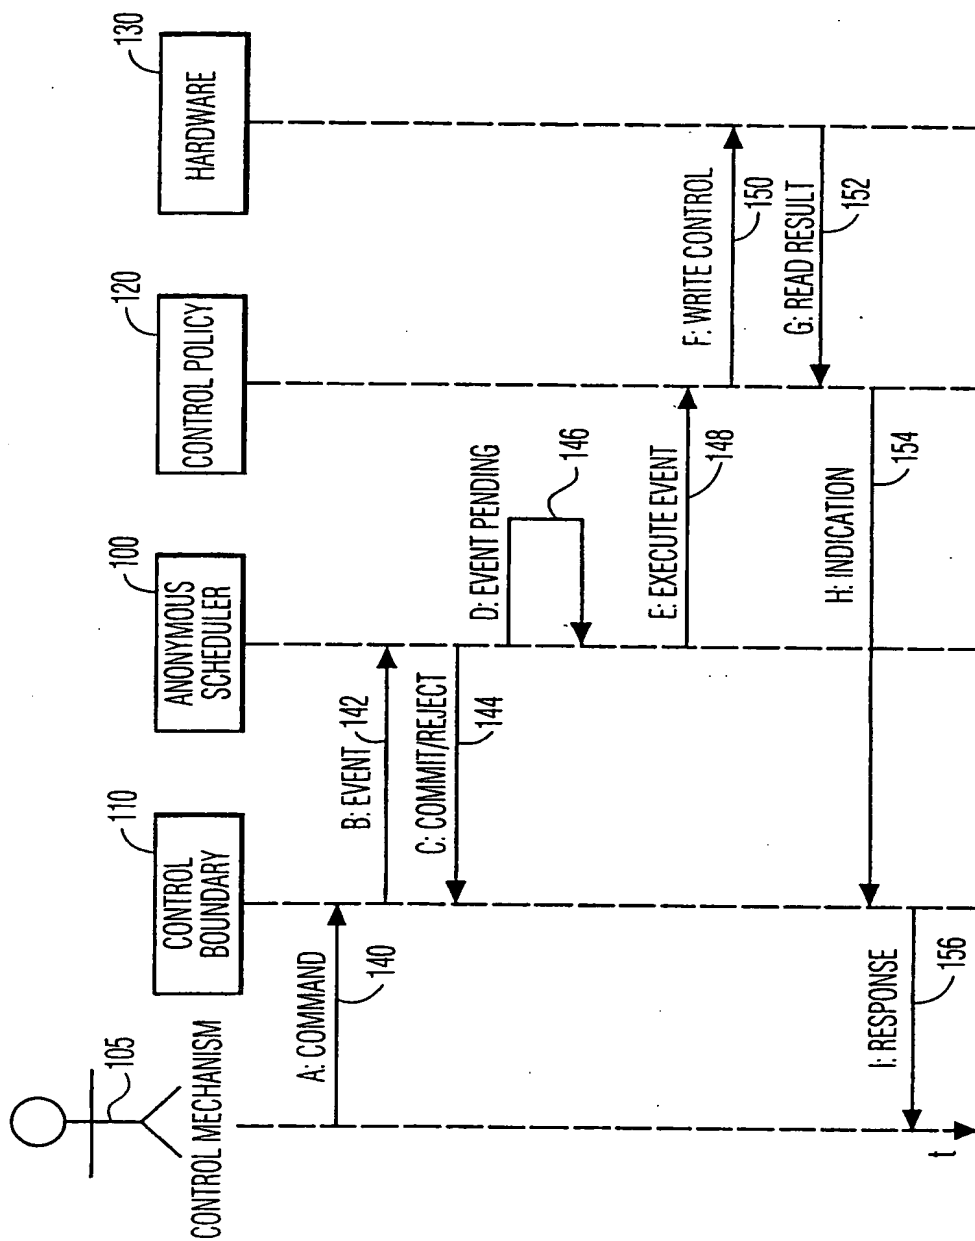 105
CONTROL MECHANISM
110
CONTROL
BOUNDARY
100
ANONYMOUS
SCHEDULER
120
CONTROL POLICY
130
HARDWARE
A: COMMAND
140
B: EVENT
142
C: COMMIT/REJECT
144
D: EVENT PENDING
146
E: EXECUTE EVENT
148
F: WRITE CONTROL
150
G: READ RESULT
152
H: INDICATION
154
I: RESPONSE
156
t